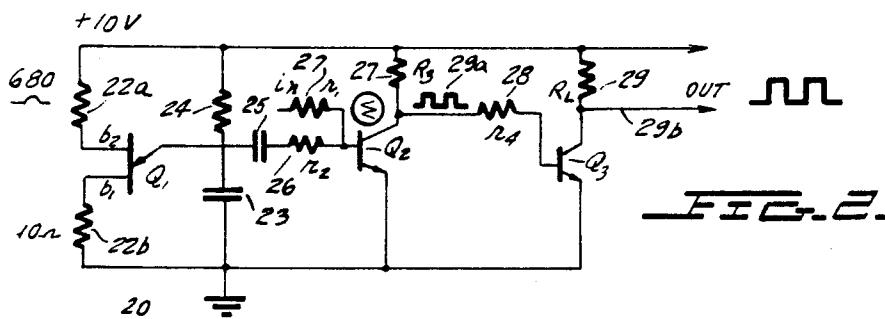 +10V
680
22a
24
25
27
in
r1
27
R3
29a
28
RL
29
OUT
29b
b2
b1
Q1
26
r2
Σ
Q2
r4
Q3
23
10Ω
22b
20
FIG-2.